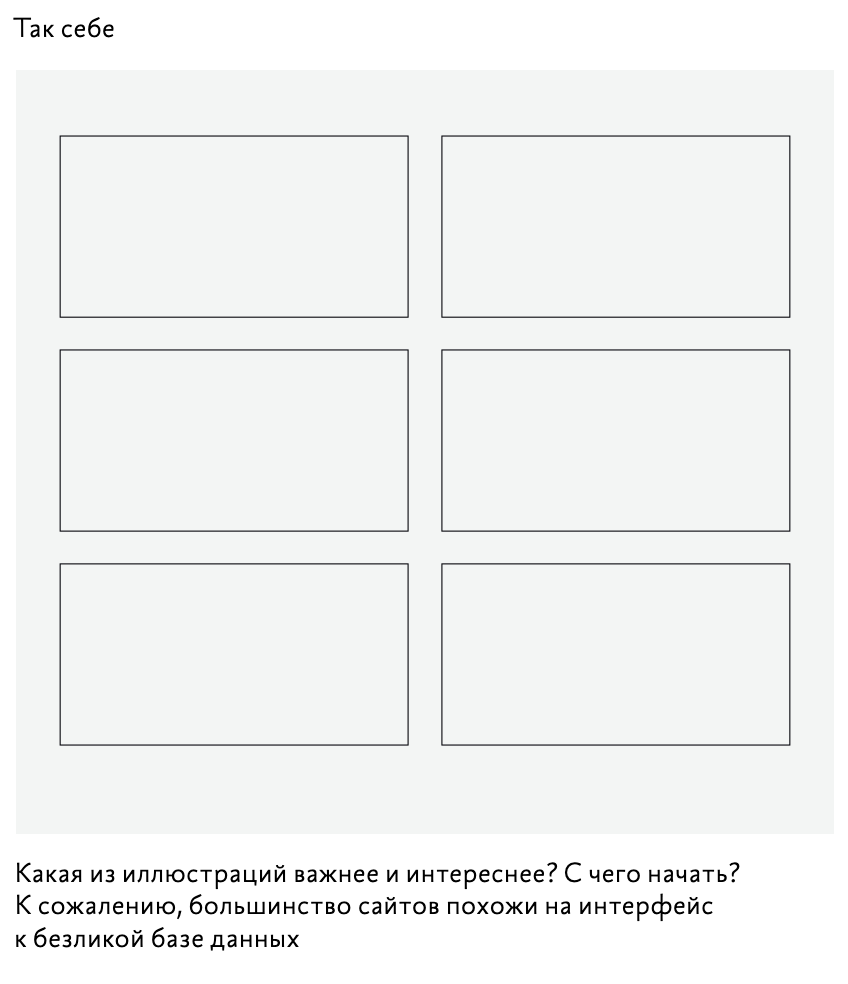 Так себе
Какая из иллюстраций важнее и интереснее? С чего начать?
К сожалению, большинство сайтов похожи на интерфейс
к безликой базе данных